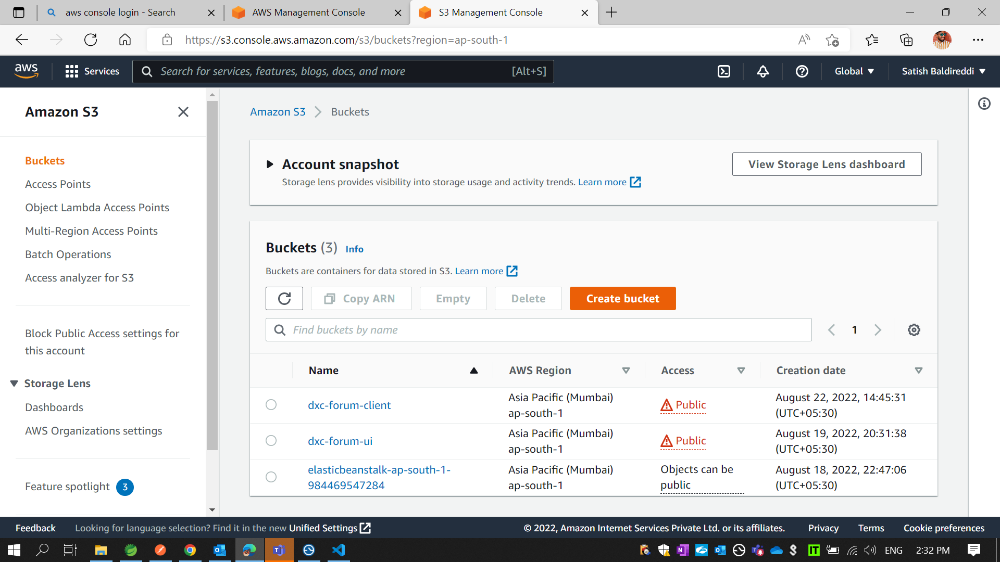 aws console login - Search
AWS Management Console
S3 Management Console
https://s3.console.aws.amazon.com/s3/buckets?region=ap-south-1
aws
Services
Search for services, features, blogs, docs, and more
[Alt+S]
Global
Satish Baldireddi
Amazon S3
Buckets
Access Points
Object Lambda Access Points
Multi-Region Access Points
Batch Operations
Access analyzer for S3
Block Public Access settings for
this account
Storage Lens
Dashboards
AWS Organizations settings
Feature spotlight 3
Amazon S3 Buckets
Account snapshot
View Storage Lens dashboard
Storage lens provides visibility into storage usage and activity trends. Learn more
Buckets (3) Info
Buckets are containers for data stored in S3. Learn more
Copy ARN
Empty
Delete
Create bucket
Find buckets by name
1
Name
AWS Region
Access
Creation date
dxc-forum-client
Asia Pacific (Mumbai)
ap-south-1
Public
August 22, 2022, 14:45:31
(UTC+05:30)
dxc-forum-ui
Asia Pacific (Mumbai)
ap-south-1
Public
August 19, 2022, 20:31:38
(UTC+05:30)
elasticbeanstalk-ap-south-1-
984469547284
Asia Pacific (Mumbai)
ap-south-1
Objects can be
public
August 18, 2022, 22:47:06
(UTC+05:30)
Feedback
Looking for language selection? Find it in the new Unified Settings
© 2022, Amazon Internet Services Private Ltd. or its affiliates.
Privacy
Terms
Cookie preferences
ENG
2:32 PM